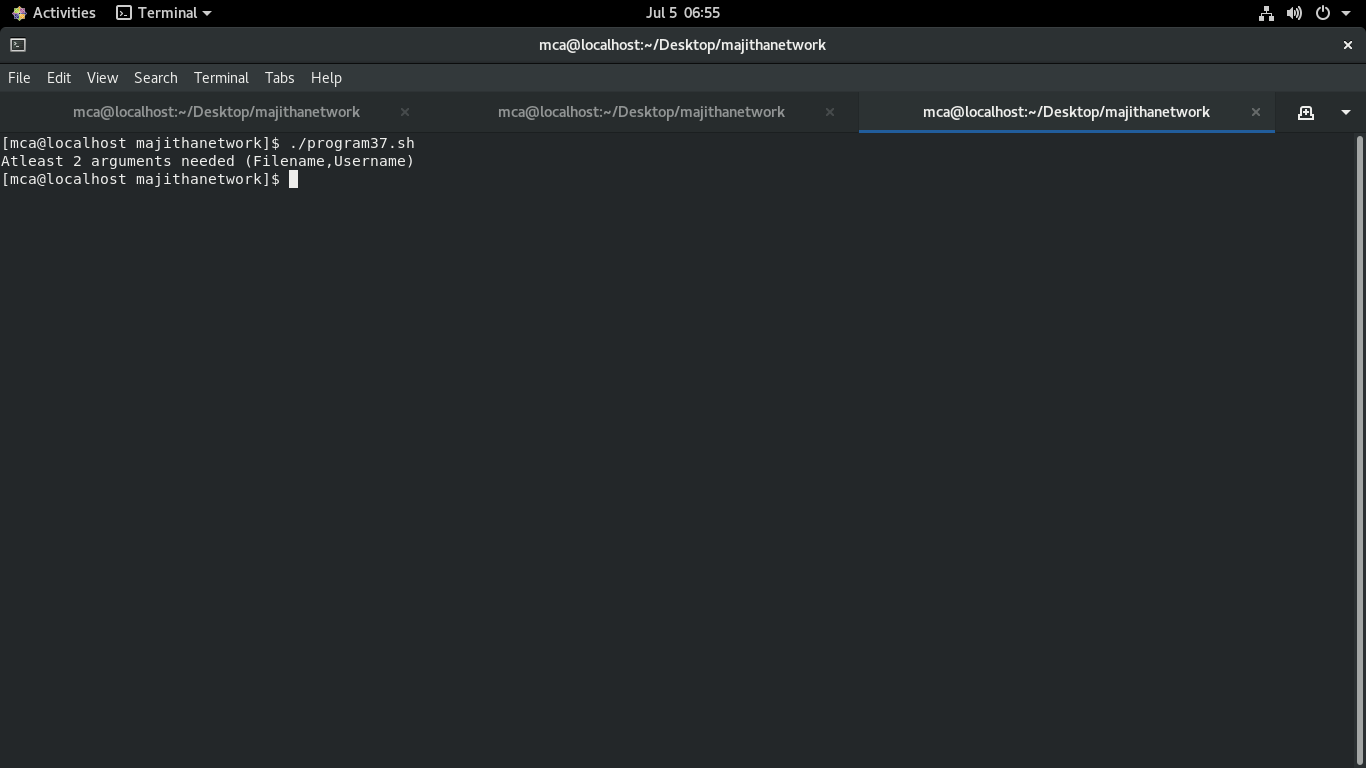 Activities Terminal Jul 5 06:55
mca@localhost:~/Desktop/majithanetwork
File Edit View Search Terminal Tabs Help
mca@localhost:~/Desktop/majithanetwork mca@localhost:~/Desktop/majithanetwork mca@localhost:~/Desktop/majithanetwork
[mca@localhost majithanetwork]$ ./program37.sh
Atleast 2 arguments needed (Filename,Username)
[mca@localhost majithanetwork]$